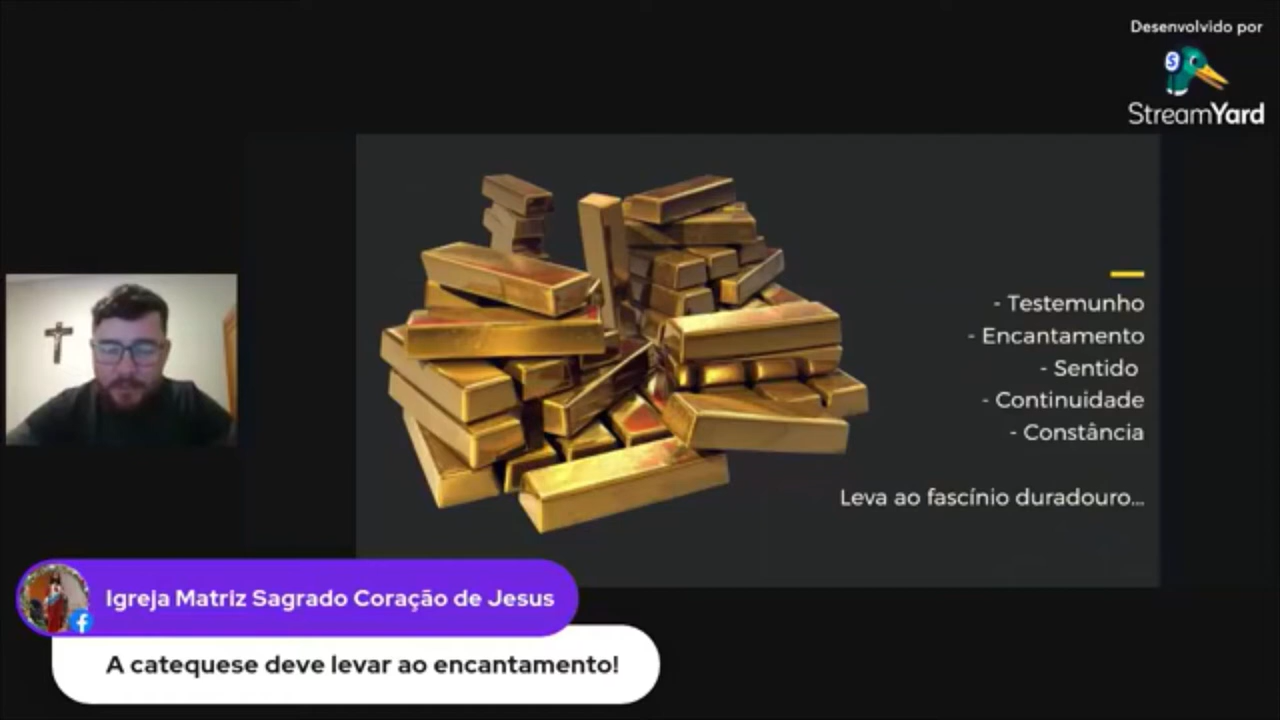 Desenvolvido por
StreamYard
- Testemunho
- Encantamento
- Sentido
- Continuidade
- Constância
Leva ao fascínio duradouro...
Igreja Matriz Sagrado Coração de Jesus
A catequese deve levar ao encantamento!